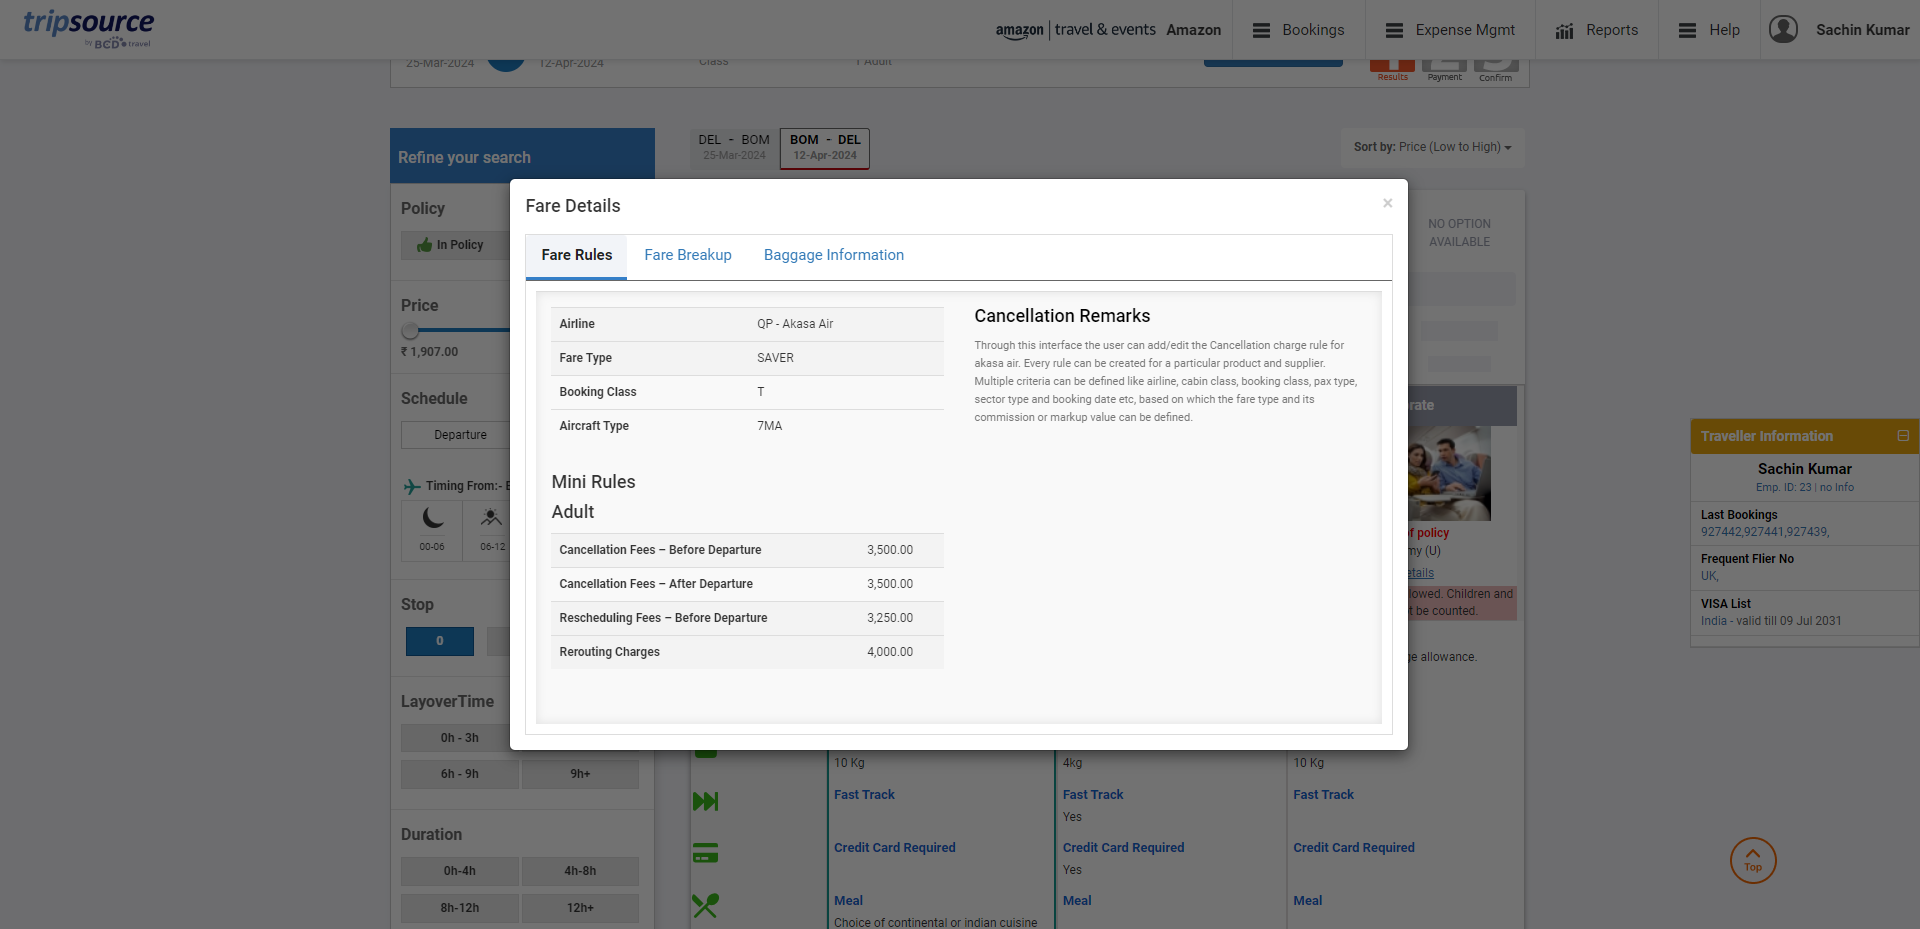 tripsource
by BCD travel
amazon | travel & events Amazon
Bookings
Expense Mgmt
Reports
Help
Sachin Kumar
25-Mar-2024
12-Apr-2024
Class
1 Adult
Results
Payment
Confirm
Refine your search
DEL - BOM
25-Mar-2024
BOM - DEL
12-Apr-2024
Sort by: Price (Low to High)
Policy
In Policy
Price
₹ 1,907.00
Schedule
Departure
Timing From:-
00-06
06-12
Stop
0
LayoverTime
0h - 3h
6h - 9h
9h+
Duration
0h-4h
4h-8h
8h-12h
12h+
Fare Details
×
Fare Rules
Fare Breakup
Baggage Information
Airline QP - Akasa Air
Fare Type SAVER
Booking Class T
Aircraft Type 7MA
Mini Rules
Adult
Cancellation Fees – Before Departure 3,500.00
Cancellation Fees – After Departure 3,500.00
Rescheduling Fees – Before Departure 3,250.00
Rerouting Charges 4,000.00
Cancellation Remarks
Through this interface the user can add/edit the Cancellation charge rule for
akasa air. Every rule can be created for a particular product and supplier.
Multiple criteria can be defined like airline, cabin class, booking class, pax type,
sector type and booking date etc, based on which the fare type and its
commission or markup value can be defined.
NO OPTION
AVAILABLE
policy
(U)
Children and
be counted.
allowance.
10 Kg
4kg
10 Kg
Fast Track
Fast Track
Fast Track
Yes
Credit Card Required
Credit Card Required
Credit Card Required
Yes
Meal
Meal
Meal
Choice of continental or indian cuisine
Traveller Information
Sachin Kumar
Emp. ID: 23 | no Info
Last Bookings
927442,927441,927439,
Frequent Flier No
UK,
VISA List
India - valid till 09 Jul 2031
Top